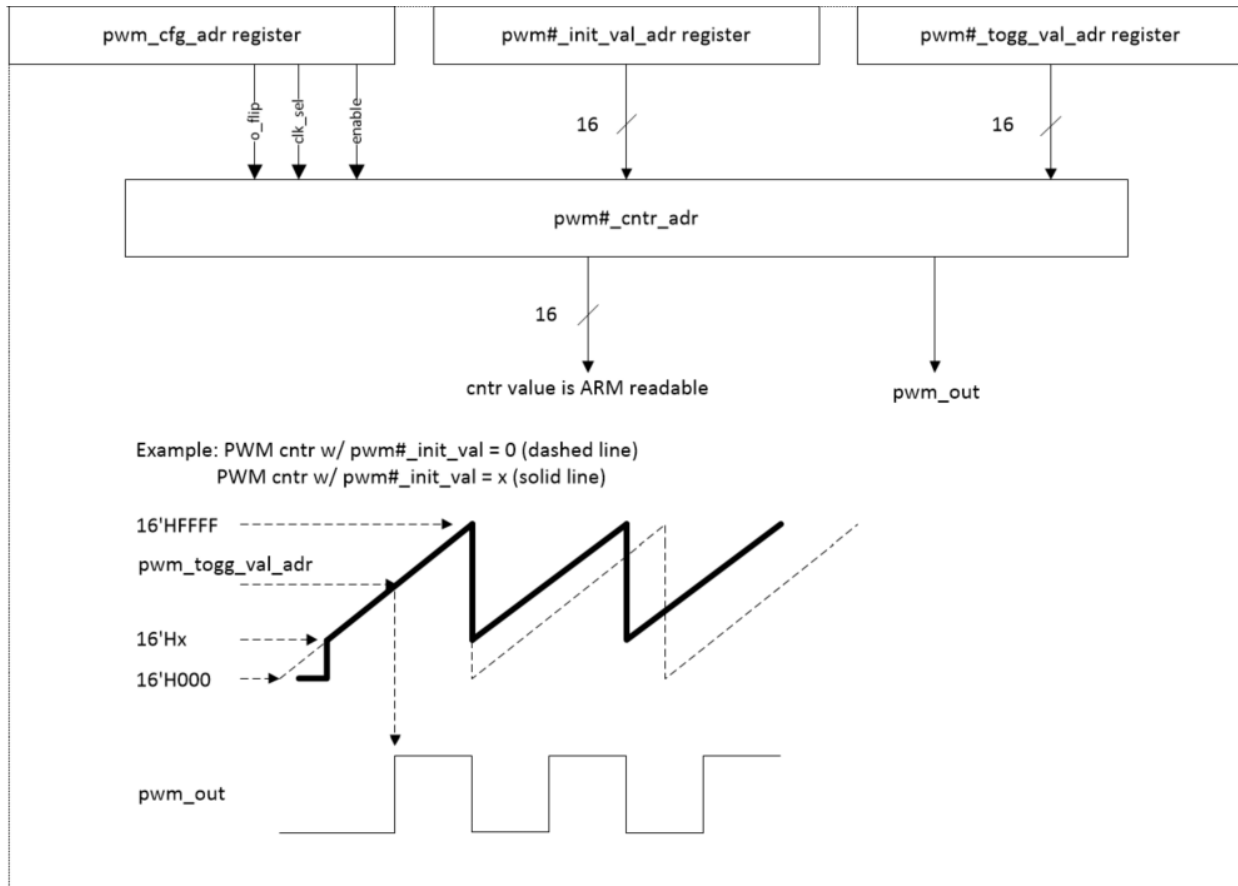 pwm_cfg_adr register
pwm#_init_val_adr register
pwm#_togg_val_adr register
o_flip
clk_sel
enable
16
16
pwm#_cntr_adr
16
cntr value is ARM readable
pwm_out
Example: PWM cntr w/ pwm#_init_val = 0 (dashed line)
PWM cntr w/ pwm#_init_val = x (solid line)
16'HFFFF
pwm_togg_val_adr
16'Hx
16'H000
pwm_out